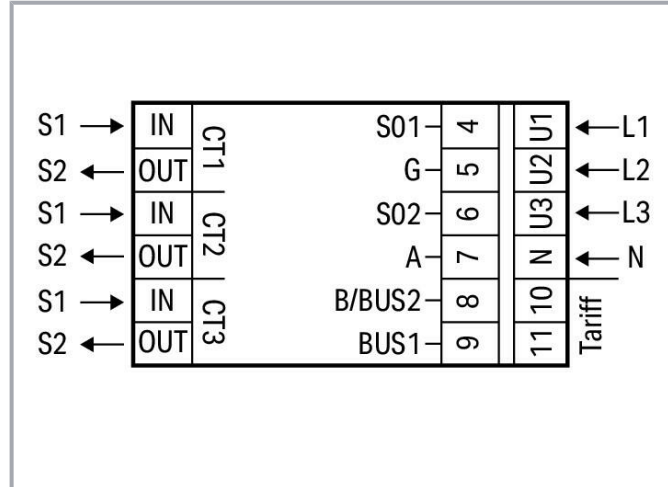 S1 IN CT1 S01 4 U1 L1
S2 OUT G 5 U2 L2
S1 IN CT2 S02 6 U3 L3
S2 OUT A 7 N N
S1 IN CT3 B/BUS2 8 10 Tariff
S2 OUT BUS1 9 11